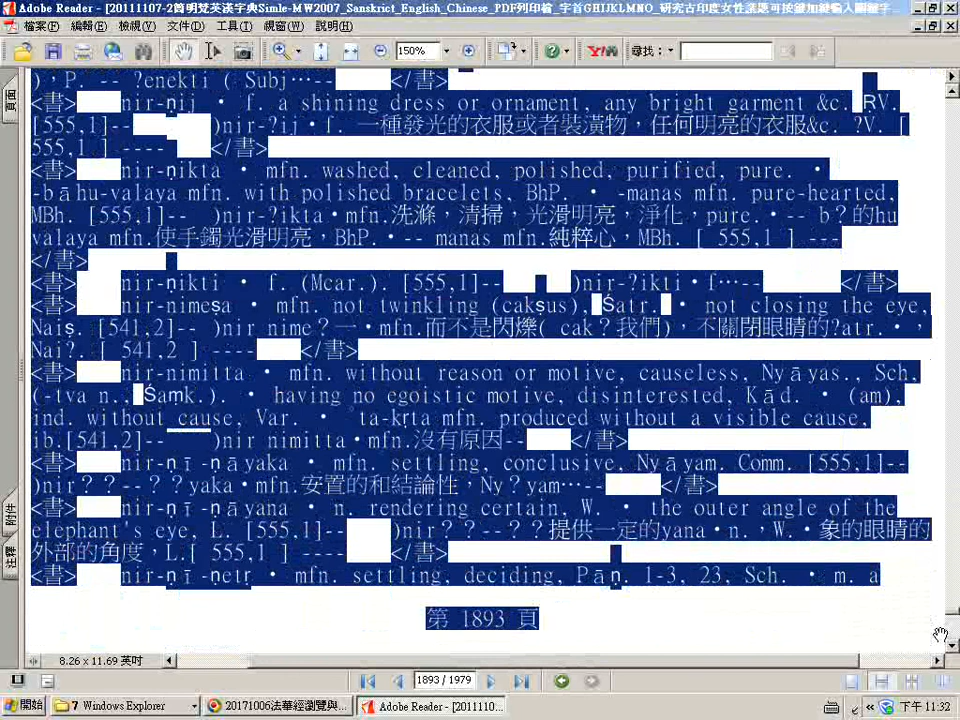 Adobe Reader - [20111107-2簡明梵英漢字典Simle-MW2007_Sanskrict_English_Chinese_PDF列印檔_字首GHIJKLMNO_研究古印度女性
檔案(F) 編輯(E) 檢視(V) 文件(D) 工具(T) 視窗(W) 說明(H)
150% 尋找：
頁面
附件
註釋
), P. -- ?enekti ( Subj…-- </書>
<書> nir-ṇij • f. a shining dress or ornament, any bright garment &c. RV.
[555,1]-- )nir-?ij • f. 一種發光的衣服或者裝潢物，任何明亮的衣服&c. ?V. [
555,1 ] ---- </書>
<書> nir-ṇikta • mfn. washed, cleaned, polished, purified, pure. •
-bāhu-valaya mfn. with polished bracelets, BhP. • -manas mfn. pure-hearted,
MBh. [555,1]-- )nir-?ikta•mfn.洗滌，清掃，光滑明亮，淨化，pure.•-- b？的hu
valaya mfn.使手鐲光滑明亮，BhP.•-- manas mfn.純粹心，MBh. [ 555,1 ] ---
</書>
<書> nir-ṇikti • f. (Mcar.). [555,1]-- )nir-?ikti • f…-- </書>
<書> nir-nimeṣa • mfn. not twinkling (cakṣus), Śatr. • not closing the eye,
Naiṣ. [541,2]-- )nir nime？一•mfn.而不是閃爍( cak？我們)，不關閉眼睛的?atr.•，
Nai?. [ 541,2 ] ---- </書>
<書> nir-nimitta • mfn. without reason or motive, causeless, Nyāyas., Sch,
(-tva n., Śaṃk.). • having no egoistic motive, disinterested, Kād. • (am),
ind. without cause, Var. • ta-kṛta mfn. produced without a visible cause,
ib.[541,2]-- )nir nimitta•mfn.沒有原因-- </書>
<書> nir-ṇī-ṇāyaka • mfn. settling, conclusive, Nyāyam. Comm. [555,1]--
)nir？？--？？yaka•mfn.安置的和結論性，Ny？yam…-- </書>
<書> nir-ṇī-ṇāyana • n. rendering certain, W. • the outer angle of the
elephant's eye, L. [555,1]-- )nir？？--？？提供一定的yana•n.，W.•象的眼睛的
外部的角度，L.[ 555,1 ] ---- </書>
<書> nir-ṇī-ṇetṛ • mfn. settling, deciding, Pāṇ. 1-3, 23, Sch. • m. a
第 1893 頁
8.26 x 11.69 英吋
1893 / 1979
開始 7 Windows Explorer 20171006法華經瀏覽與... Adobe Reader - [2011110... 下午 11:32